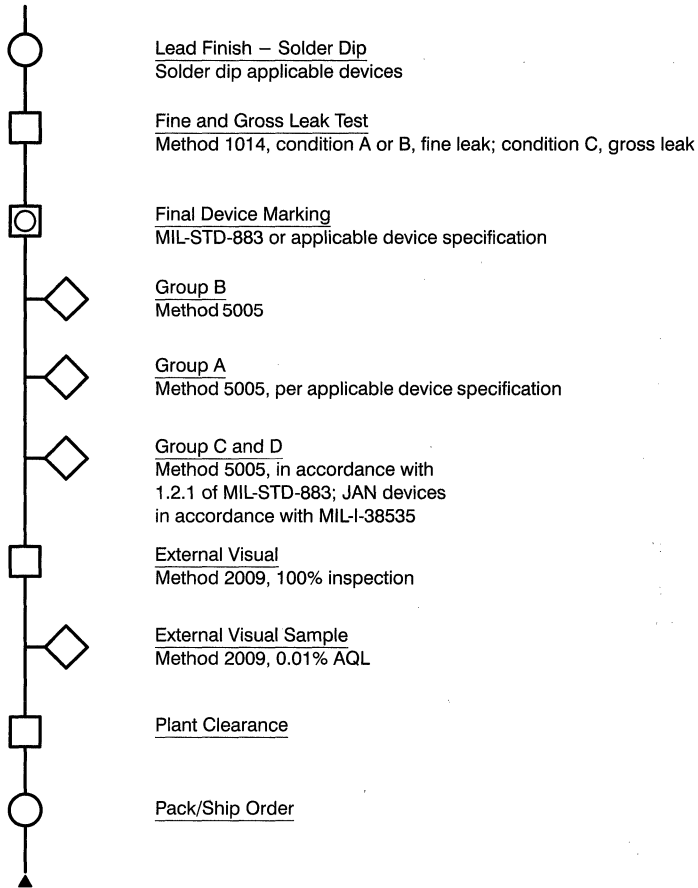 Lead Finish – Solder Dip
Solder dip applicable devices
Fine and Gross Leak Test
Method 1014, condition A or B, fine leak; condition C, gross leak
Final Device Marking
MIL-STD-883 or applicable device specification
Group B
Method 5005
Group A
Method 5005, per applicable device specification
Group C and D
Method 5005, in accordance with
1.2.1 of MIL-STD-883; JAN devices
in accordance with MIL-I-38535
External Visual
Method 2009, 100% inspection
External Visual Sample
Method 2009, 0.01% AQL
Plant Clearance
Pack/Ship Order